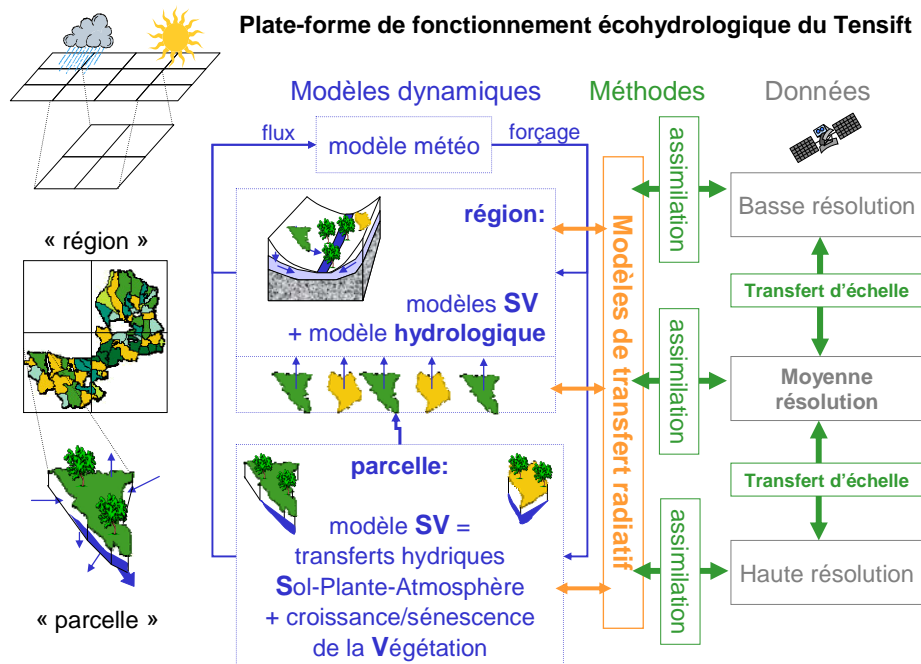 Plate-forme de fonctionnement écohydrologique du Tensift
Modèles dynamiques
Méthodes
Données
flux
modèle météo
forçage
région:
modèles SV
+ modèle hydrologique
parcelle:
modèle SV =
transferts hydriques
Sol-Plante-Atmosphère
+ croissance/sénescence
de la Végétation
« région »
« parcelle »
Modèles de transfert radiatif
assimilation
assimilation
assimilation
Basse résolution
Transfert d'échelle
Moyenne
résolution
Transfert d'échelle
Haute résolution